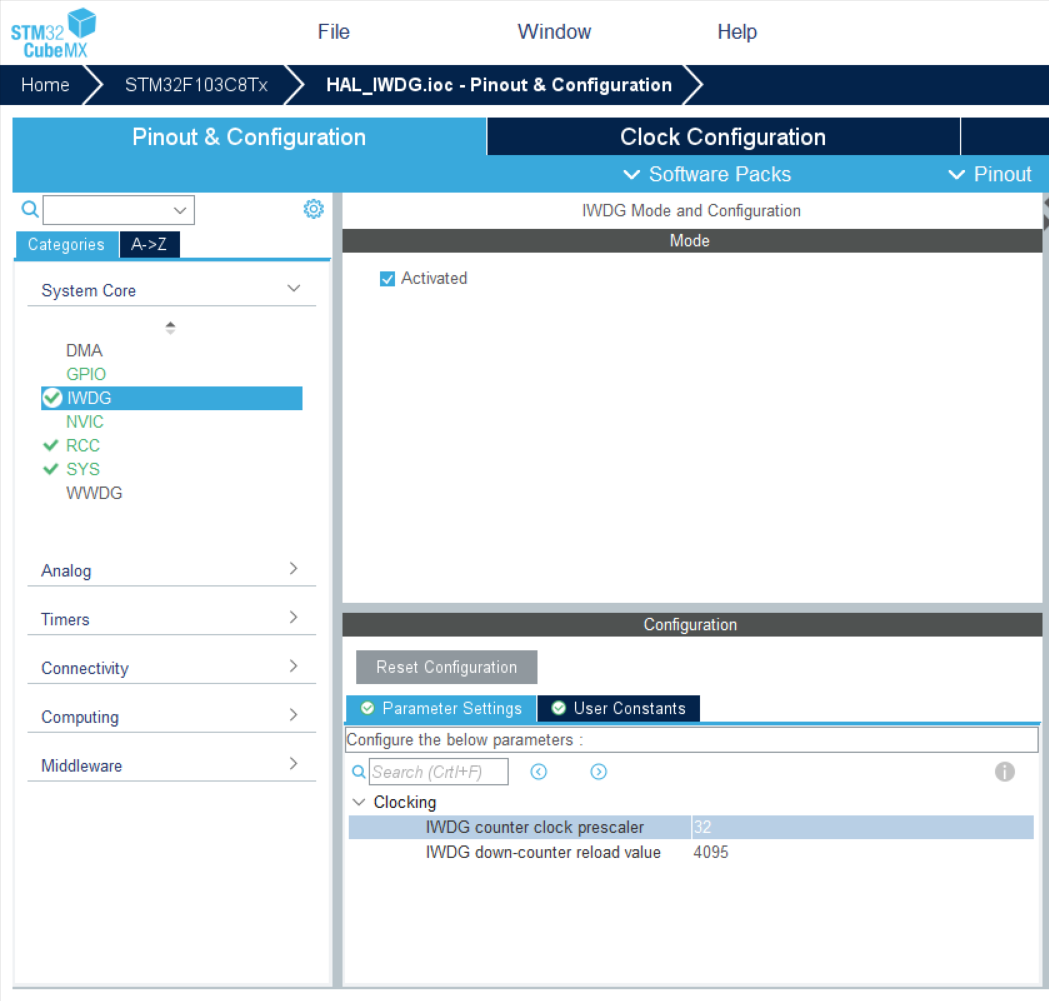 STM32
CubeMX
File Window Help
Home STM32F103C8Tx HAL_IWDG.ioc - Pinout & Configuration
Pinout & Configuration Clock Configuration
Software Packs Pinout
IWDG Mode and Configuration
Categories A->Z
Mode
System Core
Activated
DMA
GPIO
IWDG
NVIC
RCC
SYS
WWDG
Analog
Timers
Connectivity
Computing
Middleware
Configuration
Reset Configuration
Parameter Settings User Constants
Configure the below parameters :
Search (Crtl+F)
Clocking
IWDG counter clock prescaler 32
IWDG down-counter reload value 4095